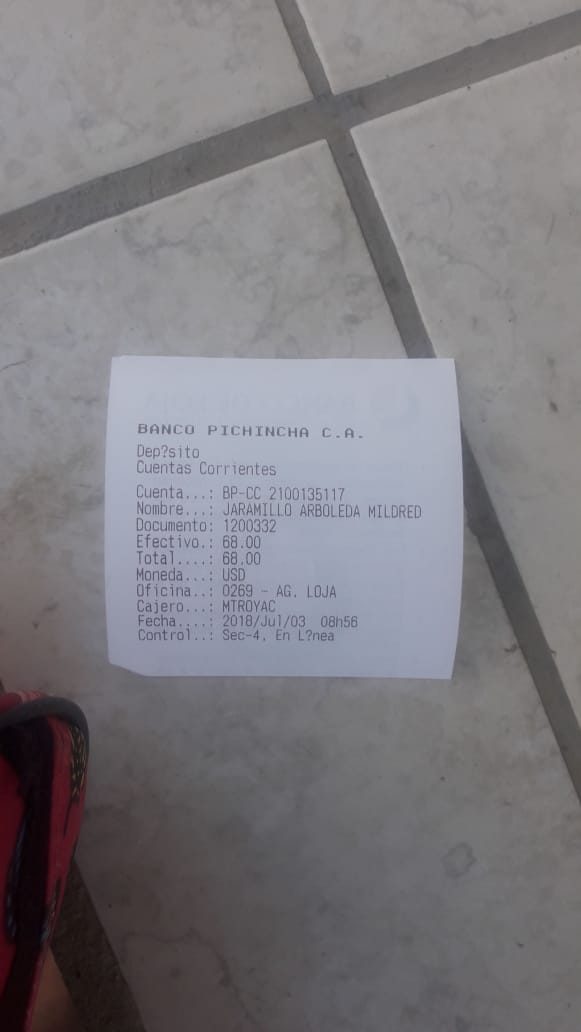 BANCO PICHINCHA C.A.
Dep?sito
Cuentas Corrientes
Cuenta...: BP-CC 2100135117
Nombre...: JARAMILLO ARBOLEDA MILDRED
Documento: 1200332
Efectivo.: 68.00
Total....: 68.00
Moneda...: USD
Oficina..: 0269 - AG. LOJA
Cajero...: MTROYAC
Fecha....: 2018/Jul/03 08h56
Control..: Sec-4, En L?nea